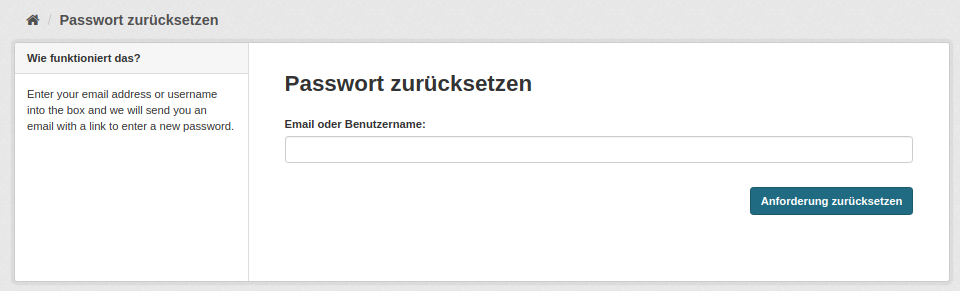 / Passwort zurücksetzen
Wie funktioniert das?
Enter your email address or username
into the box and we will send you an
email with a link to enter a new password.
Passwort zurücksetzen
Email oder Benutzername:
Anforderung zurücksetzen